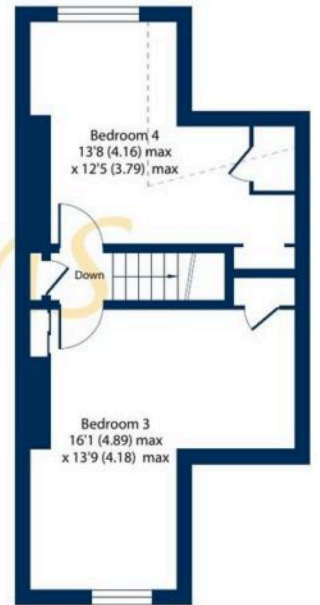 Bedroom 4
13'8 (4.16) max
x 12'5 (3.79) max
Down
Bedroom 3
16'1 (4.89) max
x 13'9 (4.18) max